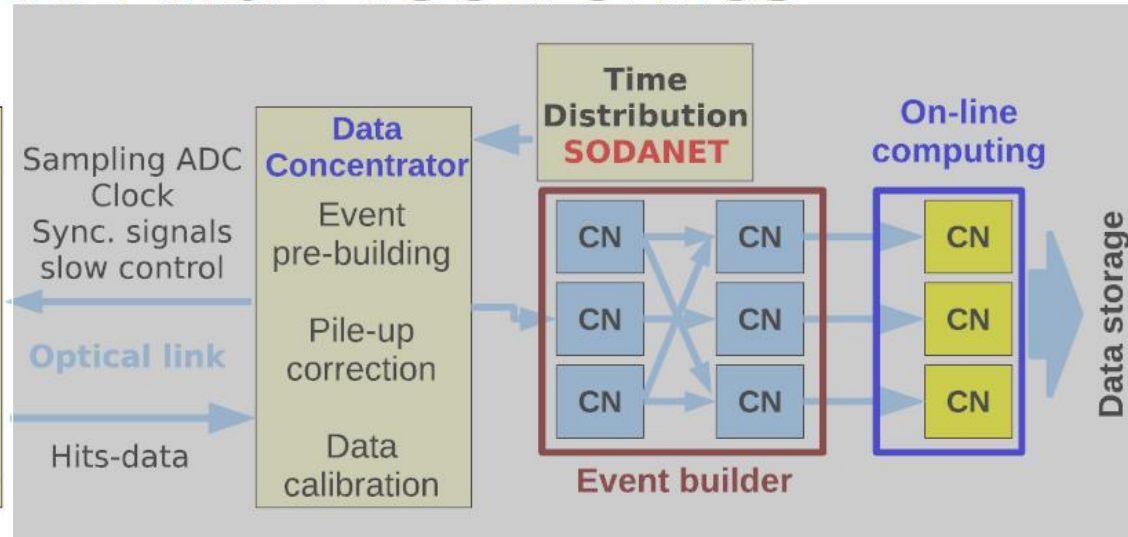 Sampling ADC
Clock
Sync. signals
slow control
Optical link
Hits-data
Data
Concentrator
Event
pre-building
Pile-up
correction
Data
calibration
Time
Distribution
SODANET
CN
CN
CN
CN
CN
CN
Event builder
On-line
computing
CN
CN
CN
Data storage